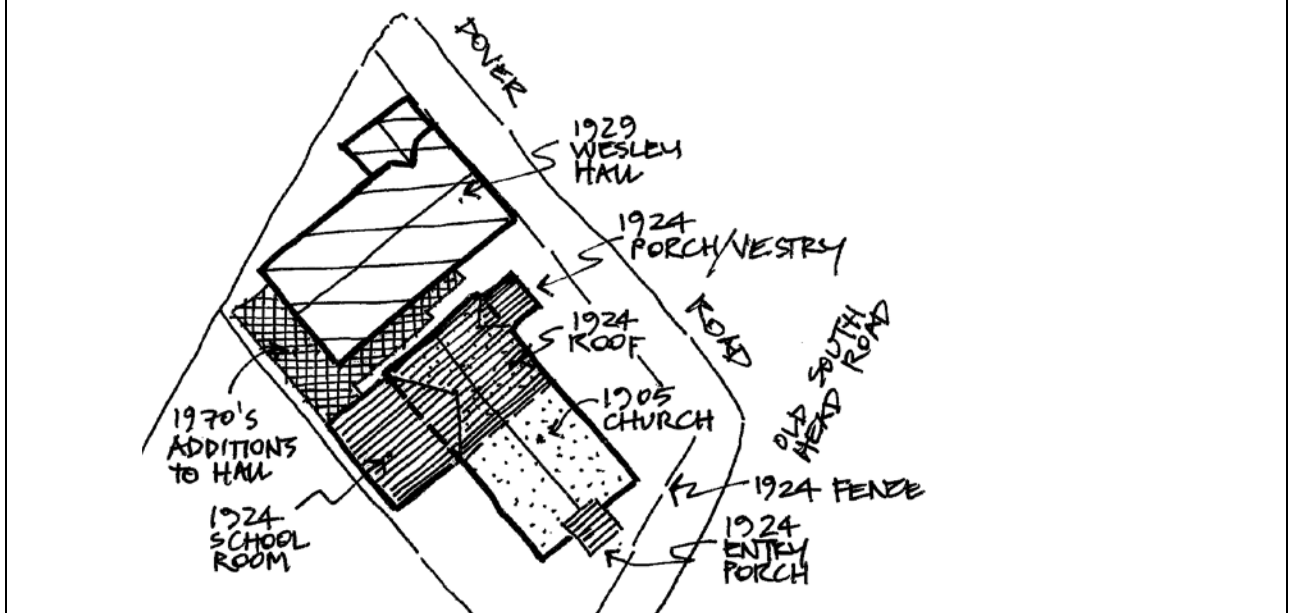 DOVER
ROAD
1929
WESLEY
HALL
1924
PORCH/VESTRY
1924
ROOF
1905
CHURCH
OLD SOUTH
HEAD ROAD
1970'S
ADDITIONS
TO HALL
1924
SCHOOL
ROOM
1924 FENCE
1924
ENTRY
PORCH